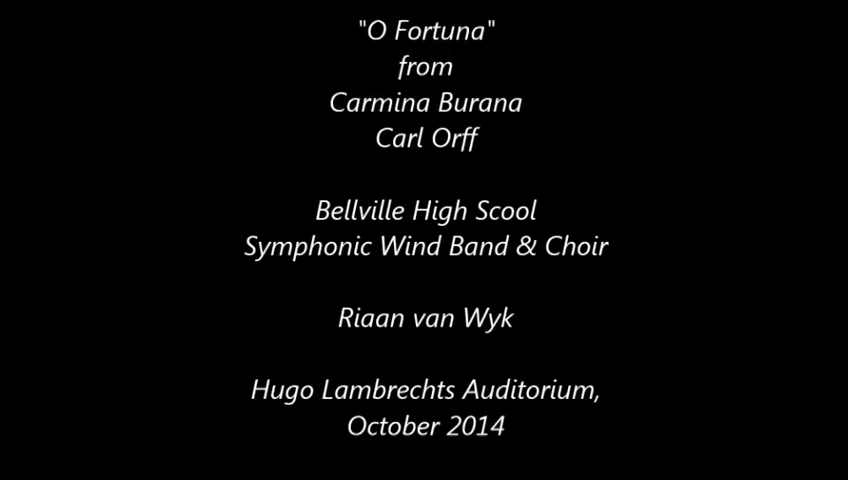 "O Fortuna"
from
Carmina Burana
Carl Orff
Bellville High Scool
Symphonic Wind Band & Choir
Riaan van Wyk
Hugo Lambrechts Auditorium,
October 2014